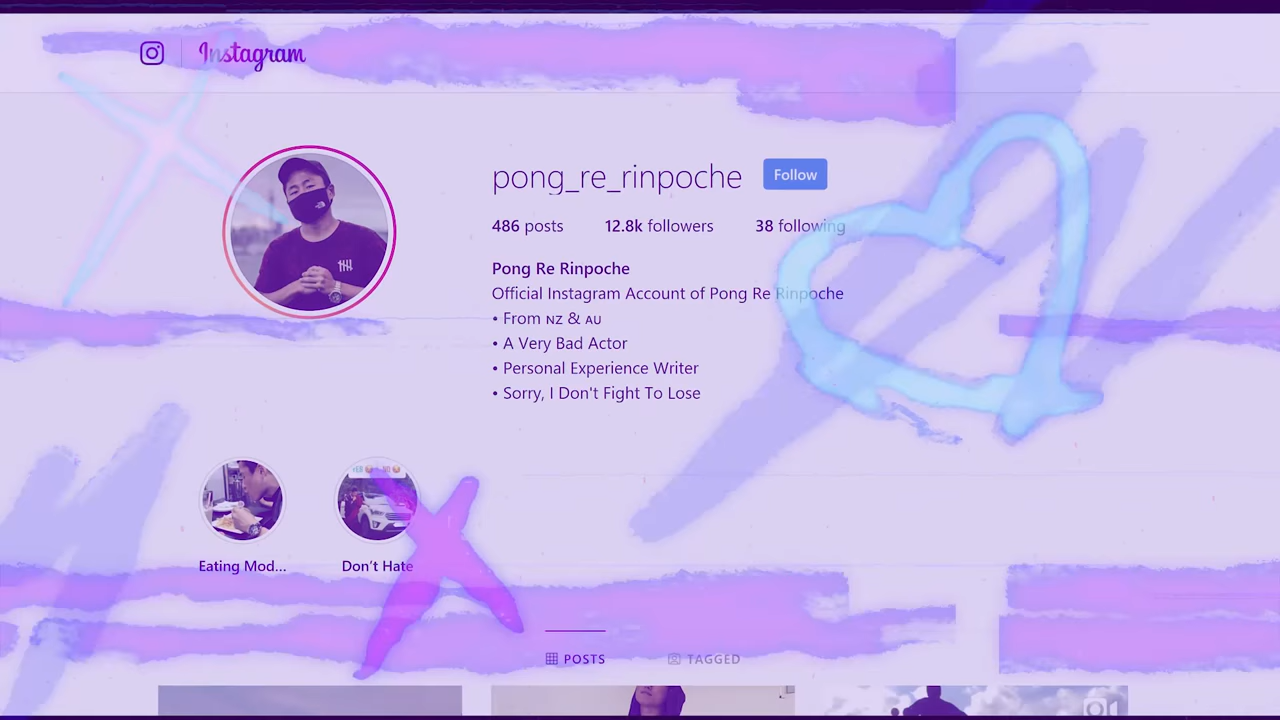 Instagram
pong_re_rinpoche Follow
486 posts 12.8k followers 38 following
Pong Re Rinpoche
Official Instagram Account of Pong Re Rinpoche
• From NZ & AU
• A Very Bad Actor
• Personal Experience Writer
• Sorry, I Don't Fight To Lose
Eating Mod... Don't Hate
POSTS TAGGED